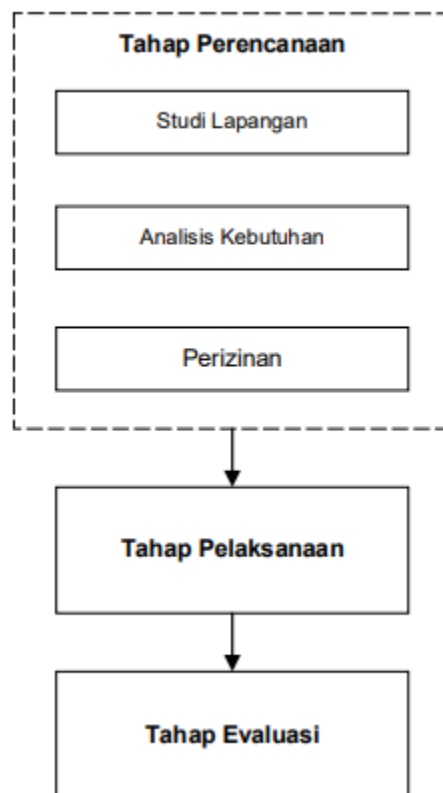 Tahap Perencanaan
Studi Lapangan
Analisis Kebutuhan
Perizinan
Tahap Pelaksanaan
Tahap Evaluasi